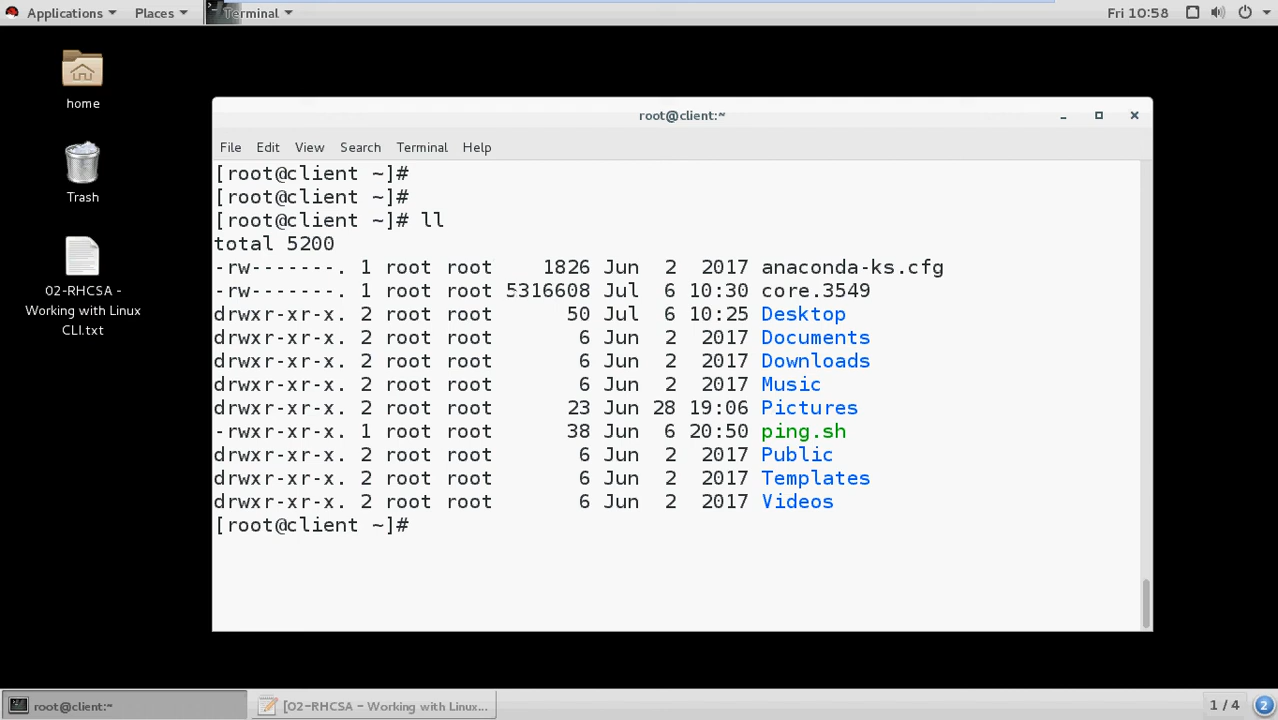 Applications Places Terminal Fri 10:58
home
Trash
02-RHCSA -
Working with Linux
CLI.txt
root@client:~
File Edit View Search Terminal Help
[root@client ~]#
[root@client ~]#
[root@client ~]# ll
total 5200
-rw-------. 1 root root    1826 Jun  2  2017 anaconda-ks.cfg
-rw-------. 1 root root 5316608 Jul  6 10:30 core.3549
drwxr-xr-x. 2 root root      50 Jul  6 10:25 Desktop
drwxr-xr-x. 2 root root       6 Jun  2  2017 Documents
drwxr-xr-x. 2 root root       6 Jun  2  2017 Downloads
drwxr-xr-x. 2 root root       6 Jun  2  2017 Music
drwxr-xr-x. 2 root root      23 Jun 28 19:06 Pictures
-rwxr-xr-x. 1 root root      38 Jun  6 20:50 ping.sh
drwxr-xr-x. 2 root root       6 Jun  2  2017 Public
drwxr-xr-x. 2 root root       6 Jun  2  2017 Templates
drwxr-xr-x. 2 root root       6 Jun  2  2017 Videos
[root@client ~]#
root@client:~ [02-RHCSA - Working with Linux... 1 / 4 2